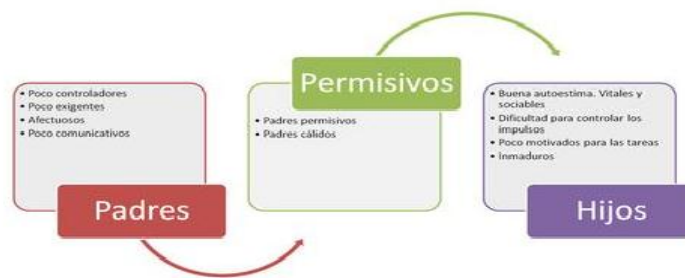 • Poco controladores
• Poco exigentes
• Afectuosos
• Poco comunicativos
Padres
Permisivos
• Padres permisivos
• Padres cálidos
• Buena autoestima. Vitales y
sociables
• Dificultad para controlar los
impulsos
• Poco motivados para las tareas
• Inmaduros
Hijos